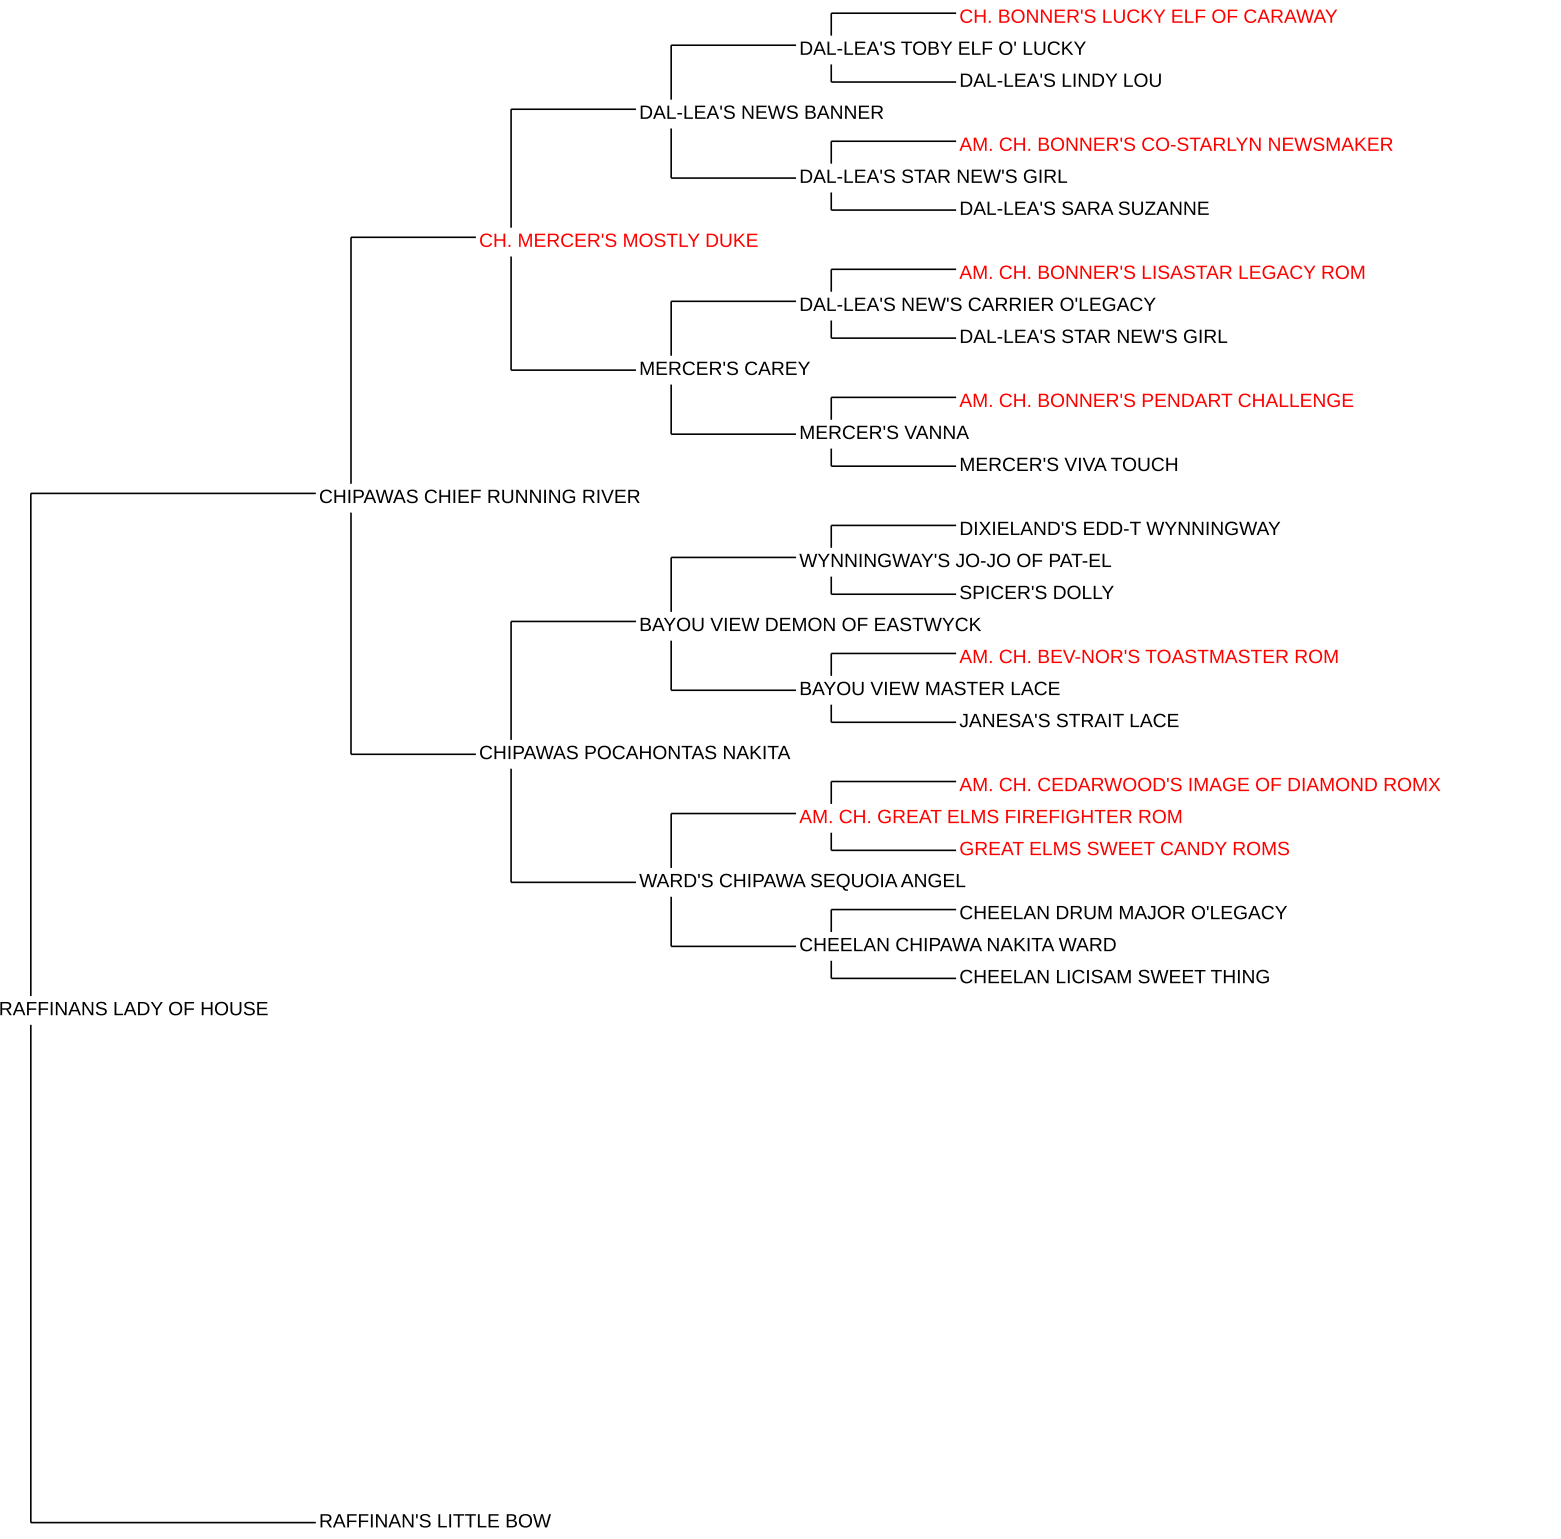 CH. BONNER'S LUCKY ELF OF CARAWAY
DAL-LEA'S TOBY ELF O' LUCKY
DAL-LEA'S LINDY LOU
DAL-LEA'S NEWS BANNER
AM. CH. BONNER'S CO-STARLYN NEWSMAKER
DAL-LEA'S STAR NEW'S GIRL
DAL-LEA'S SARA SUZANNE
CH. MERCER'S MOSTLY DUKE
AM. CH. BONNER'S LISASTAR LEGACY ROM
DAL-LEA'S NEW'S CARRIER O'LEGACY
DAL-LEA'S STAR NEW'S GIRL
MERCER'S CAREY
AM. CH. BONNER'S PENDART CHALLENGE
MERCER'S VANNA
MERCER'S VIVA TOUCH
CHIPAWAS CHIEF RUNNING RIVER
DIXIELAND'S EDD-T WYNNINGWAY
WYNNINGWAY'S JO-JO OF PAT-EL
SPICER'S DOLLY
BAYOU VIEW DEMON OF EASTWYCK
AM. CH. BEV-NOR'S TOASTMASTER ROM
BAYOU VIEW MASTER LACE
JANESA'S STRAIT LACE
CHIPAWAS POCAHONTAS NAKITA
AM. CH. CEDARWOOD'S IMAGE OF DIAMOND ROMX
AM. CH. GREAT ELMS FIREFIGHTER ROM
GREAT ELMS SWEET CANDY ROMS
WARD'S CHIPAWA SEQUOIA ANGEL
CHEELAN DRUM MAJOR O'LEGACY
CHEELAN CHIPAWA NAKITA WARD
CHEELAN LICISAM SWEET THING
RAFFINANS LADY OF HOUSE
RAFFINAN'S LITTLE BOW